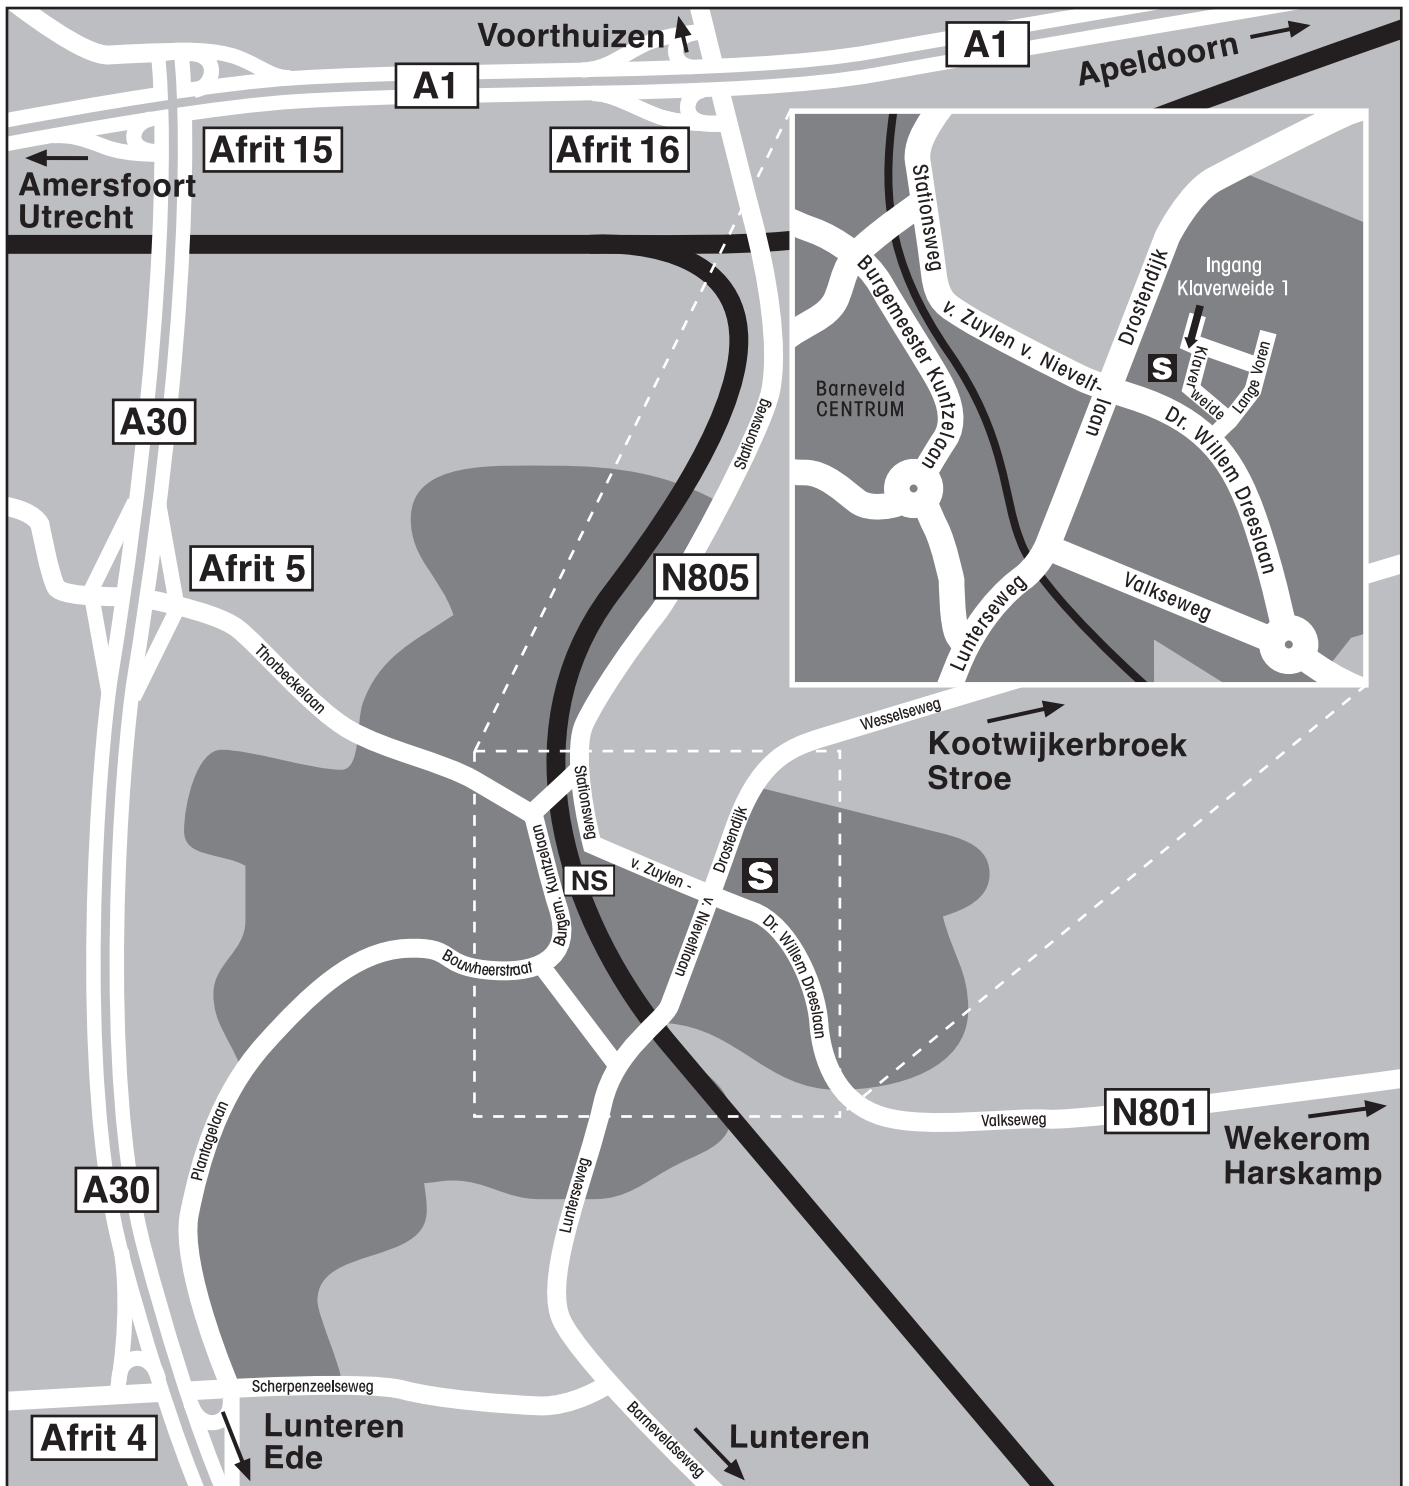 Voorthuizen
A1
A1
Apeldoorn
Afrit 15
Afrit 16
Amersfoort
Utrecht
A30
Afrit 5
N805
Stationsweg
Thorbeckelaan
Stationsweg
Burgem. Kuntzelaan
NS
v. Zuylen -
v. Nieveltlaan
Drostendijk
S
Dr. Willem Dreeslaan
Wesselseweg
Kootwijkerbroek
Stroe
Bouwheerstraat
Plantagelaan
Lunterseweg
Valkseweg
N801
Wekerom
Harskamp
A30
Scherpenzeelseweg
Afrit 4
Lunteren
Ede
Barneveldseweg
Lunteren
Stationsweg
Burgemeester Kuntzelaan
v. Zuylen v. Nievelt-
laan
Drostendijk
Ingang
Klaverweide 1
S
Klaver
weide
Lange Voren
Barneveld
CENTRUM
Dr. Willem Dreeslaan
Valkseweg
Lunterseweg